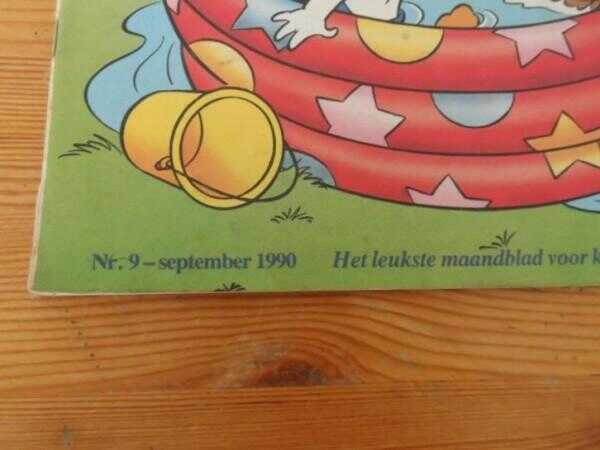 Nr. 9 – september 1990 Het leukste maandblad voor k